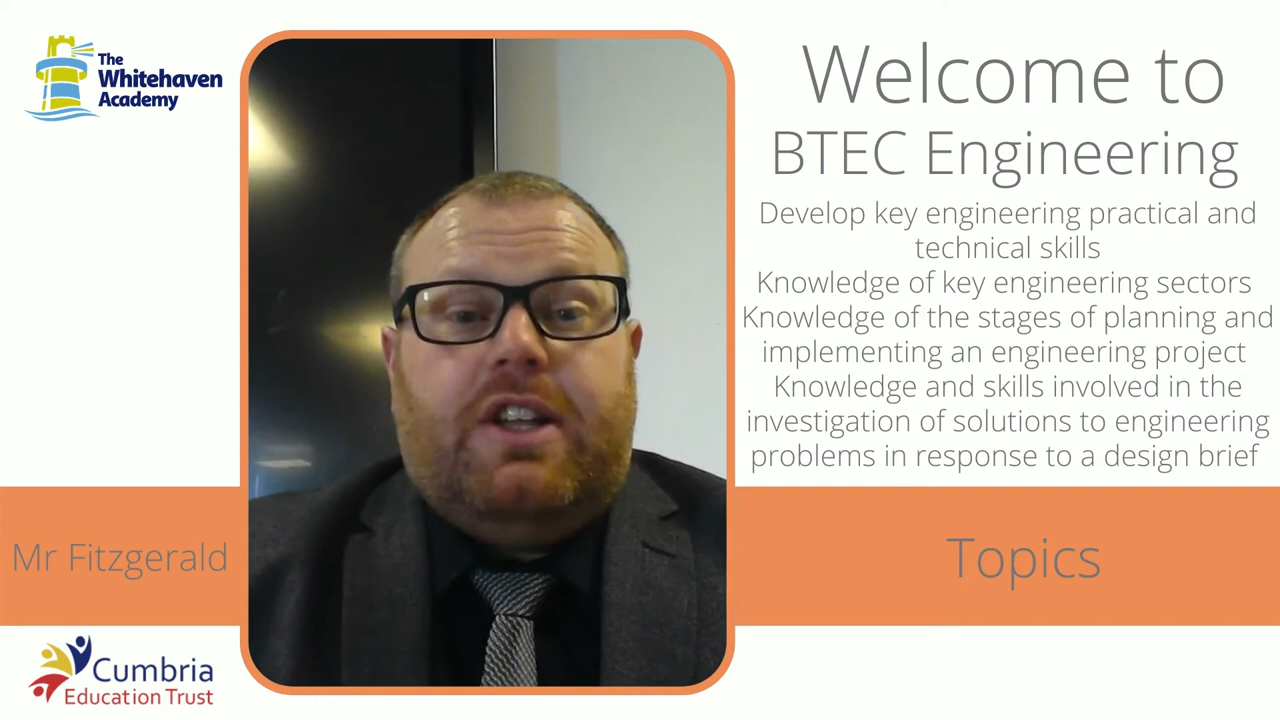 The
Whitehaven
Academy
Welcome to
BTEC Engineering
Develop key engineering practical and
technical skills
Knowledge of key engineering sectors
Knowledge of the stages of planning and
implementing an engineering project
Knowledge and skills involved in the
investigation of solutions to engineering
problems in response to a design brief
Mr Fitzgerald
Topics
Cumbria
Education Trust